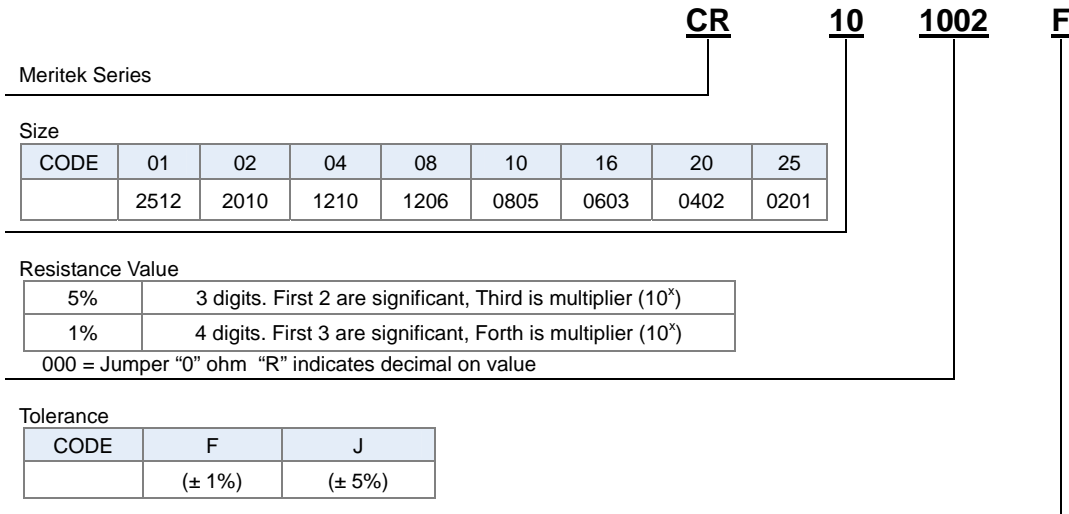 CR 10 1002 F
Meritek Series
Size
CODE 01 02 04 08 10 16 20 25
2512 2010 1210 1206 0805 0603 0402 0201
Resistance Value
5% 3 digits. First 2 are significant, Third is multiplier (10ˣ)
1% 4 digits. First 3 are significant, Forth is multiplier (10ˣ)
000 = Jumper “0” ohm “R” indicates decimal on value
Tolerance
CODE F J
(± 1%) (± 5%)